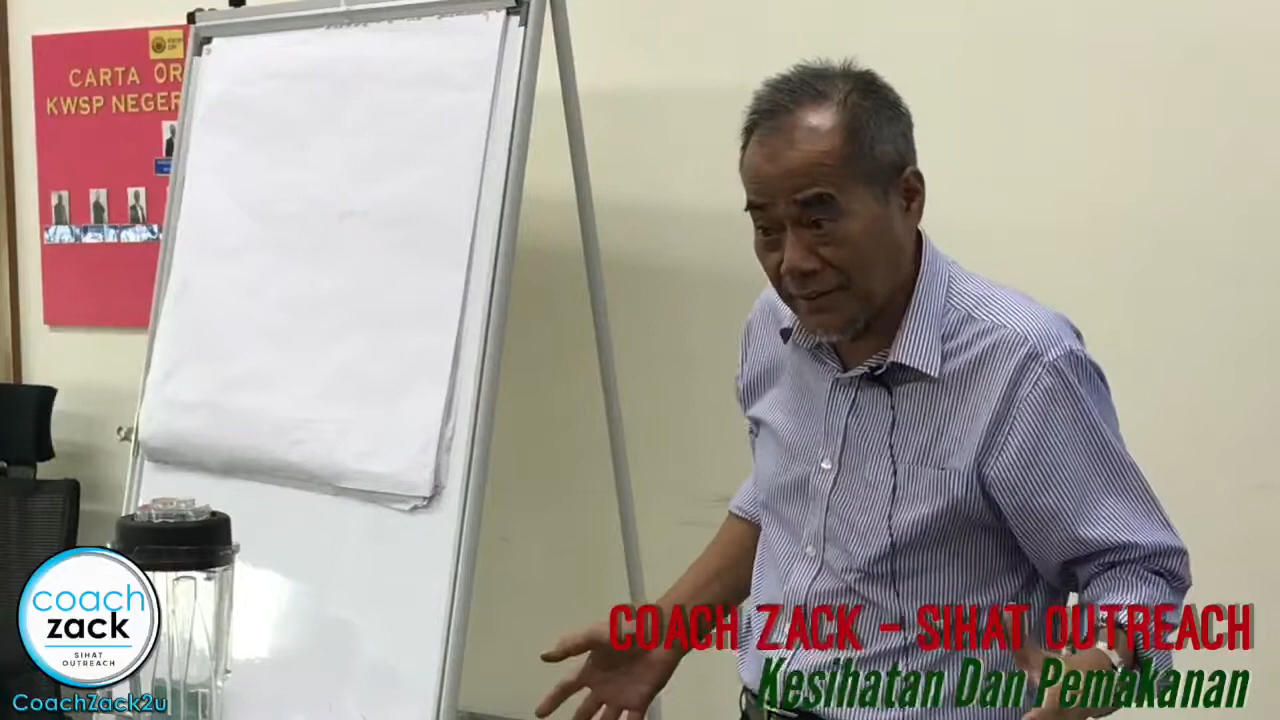 CARTA OR
KWSP NEGER
coach
zack
SIHAT
OUTREACH
CoachZack2u
COACH ZACK - SIHAT OUTREACH
Kesihatan Dan Pemakanan